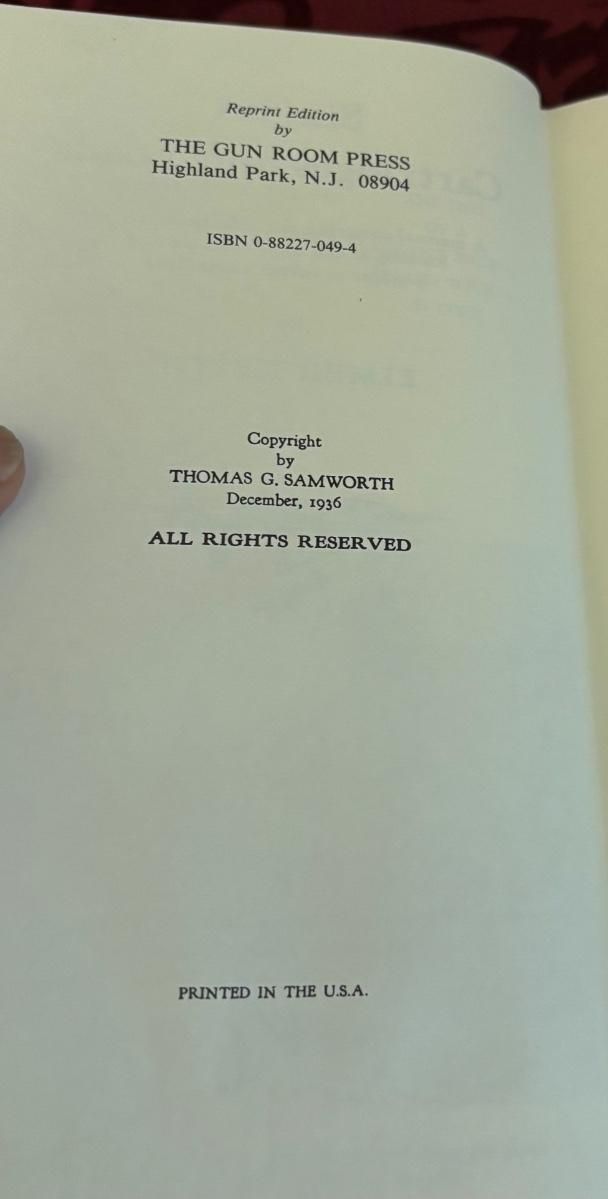 Reprint Edition
by
THE GUN ROOM PRESS
Highland Park, N.J. 08904
ISBN 0-88227-049-4
Copyright
by
THOMAS G. SAMWORTH
December, 1936
ALL RIGHTS RESERVED
PRINTED IN THE U.S.A.